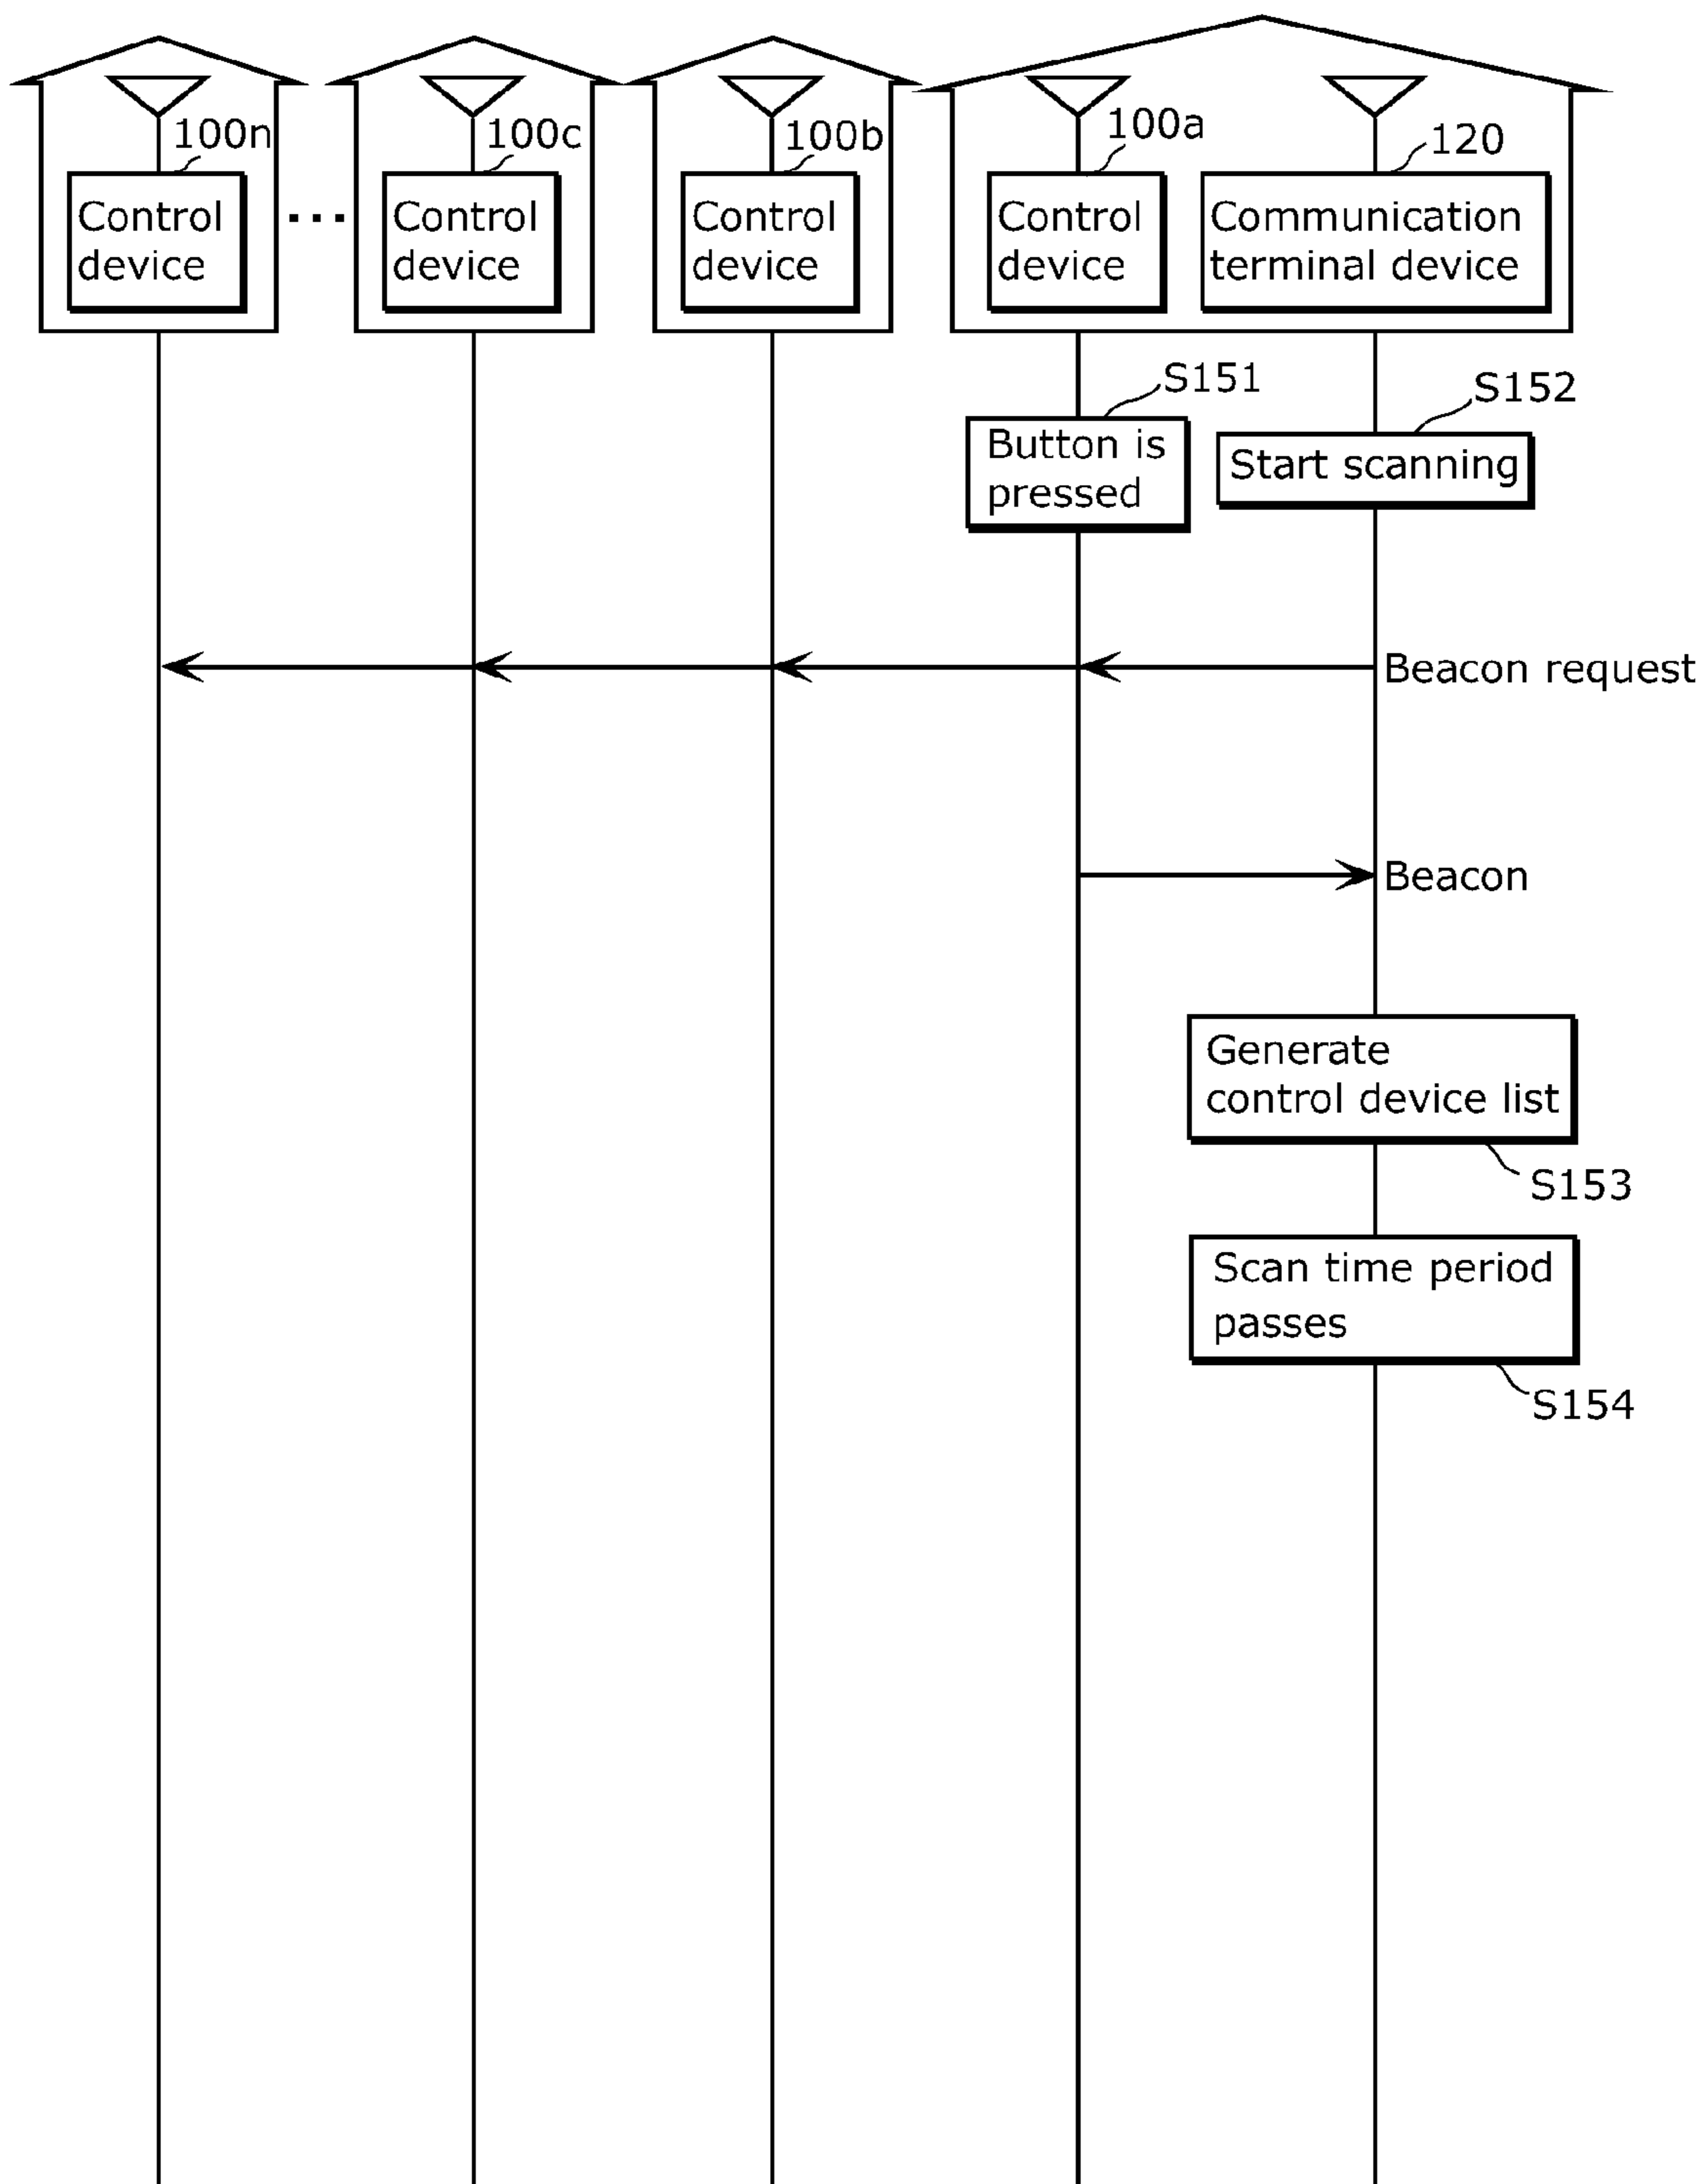 100n
100c
100b
100a
120
Control
device
...
Control
device
Control
device
Control
device
Communication
terminal device
S151
S152
Button is
pressed
Start scanning
Beacon request
Beacon
Generate
control device list
S153
Scan time period
passes
S154